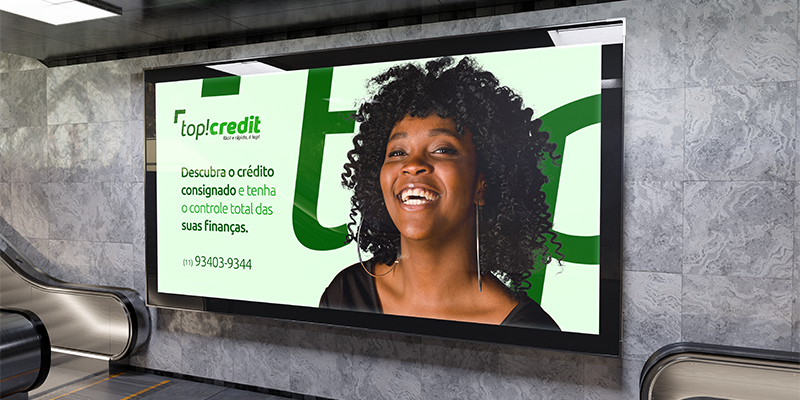 top!credit
fácil e rápido, é top!
Descubra o crédito
consignado e tenha
o controle total das
suas finanças.
(11) 93403-9344